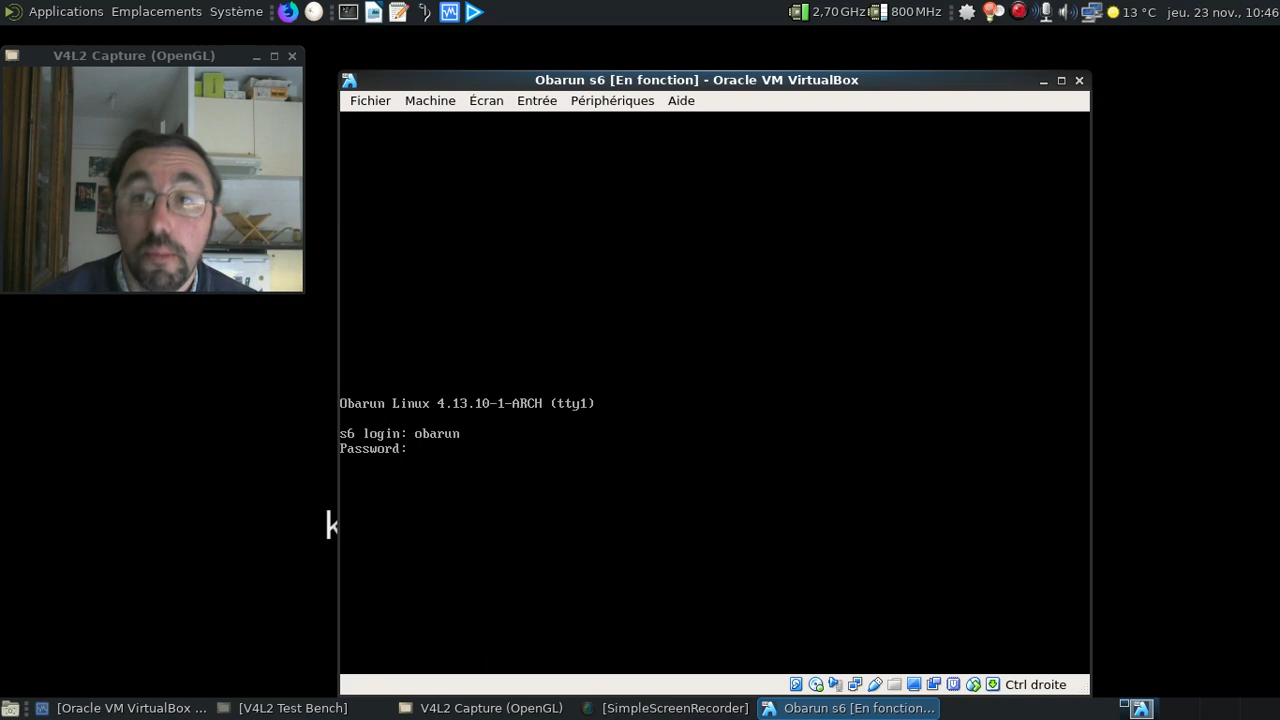 Applications Emplacements Système
2,70 GHz 800 MHz 13 °C jeu. 23 nov., 10:46
V4L2 Capture (OpenGL)
Obarun s6 [En fonction] - Oracle VM VirtualBox
Fichier Machine Écran Entrée Périphériques Aide
Obarun Linux 4.13.10-1-ARCH (tty1)
s6 login: obarun
Password:
k
Ctrl droite
[Oracle VM VirtualBox ... [V4L2 Test Bench] V4L2 Capture (OpenGL) [SimpleScreenRecorder] Obarun s6 [En fonction...